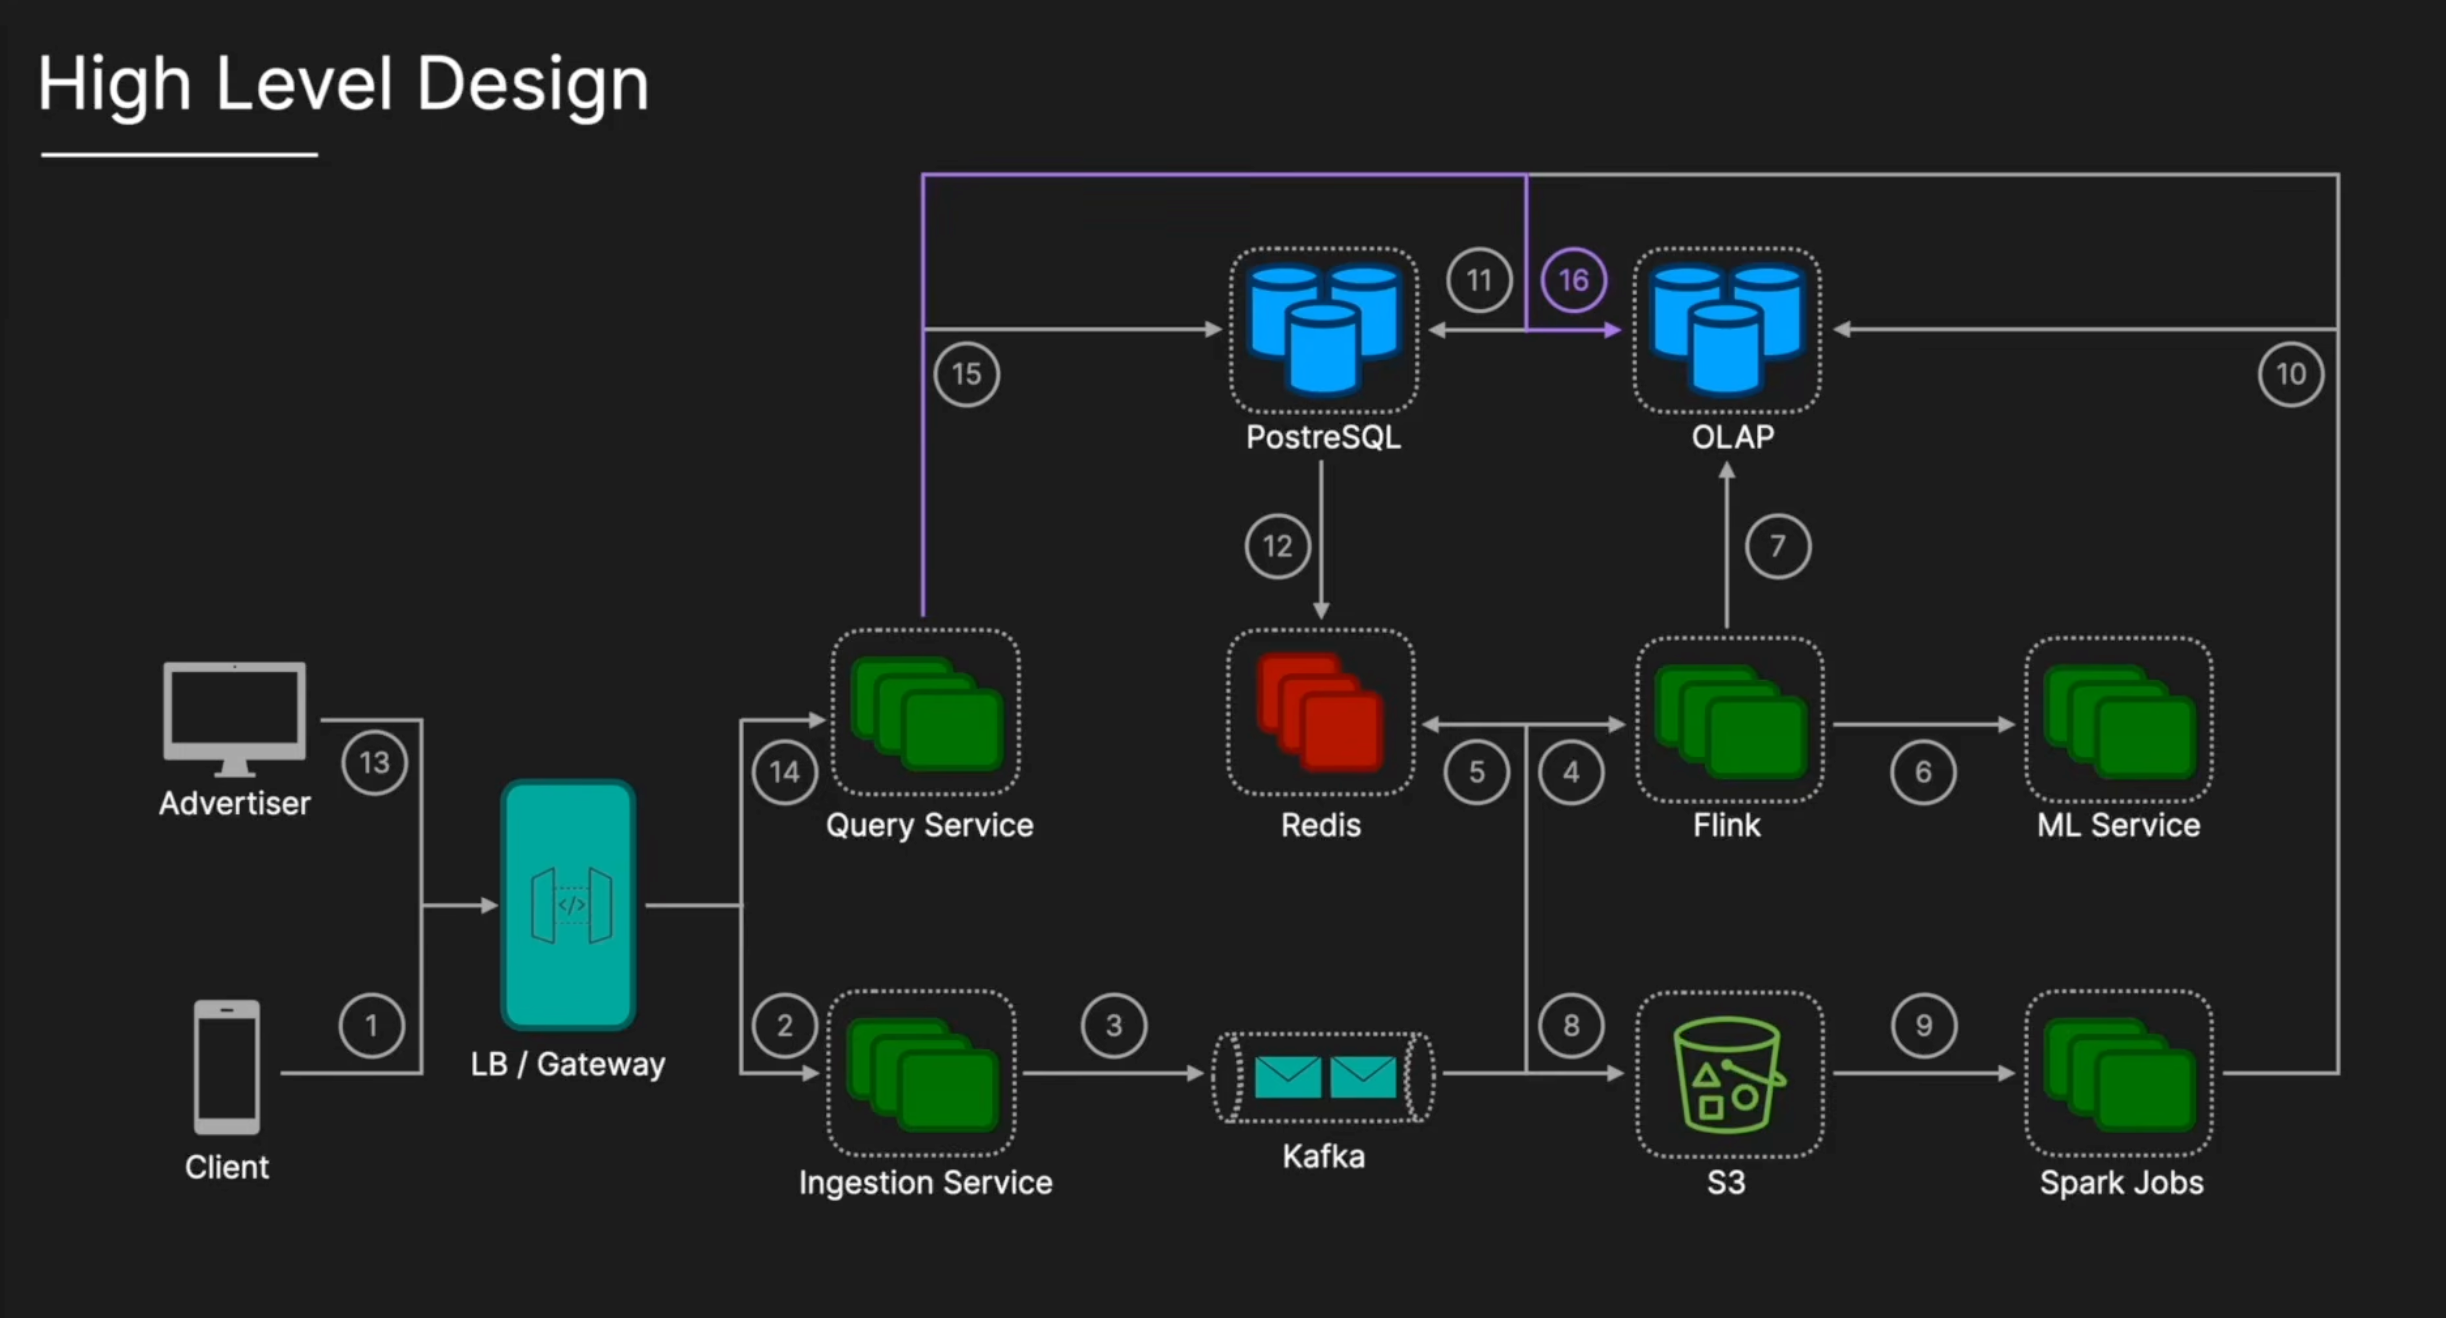 High Level Design
11
16
15
10
PostreSQL
OLAP
12
7
13
14
5
4
6
Advertiser
Query Service
Redis
Flink
ML Service
</>
1
2
3
8
9
LB / Gateway
Client
Ingestion Service
Kafka
S3
Spark Jobs